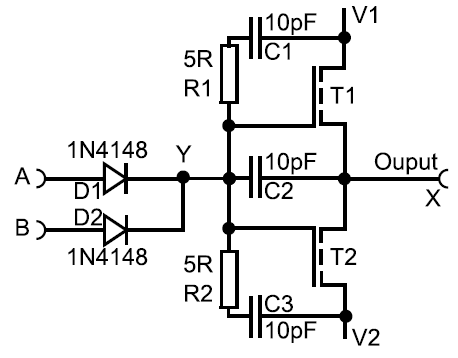 V1
10pF
C1
5R
R1
T1
1N4148
Y
10pF
Ouput
A
D1
C2
X
D2
B
1N4148
T2
5R
R2
C3
10pF
V2